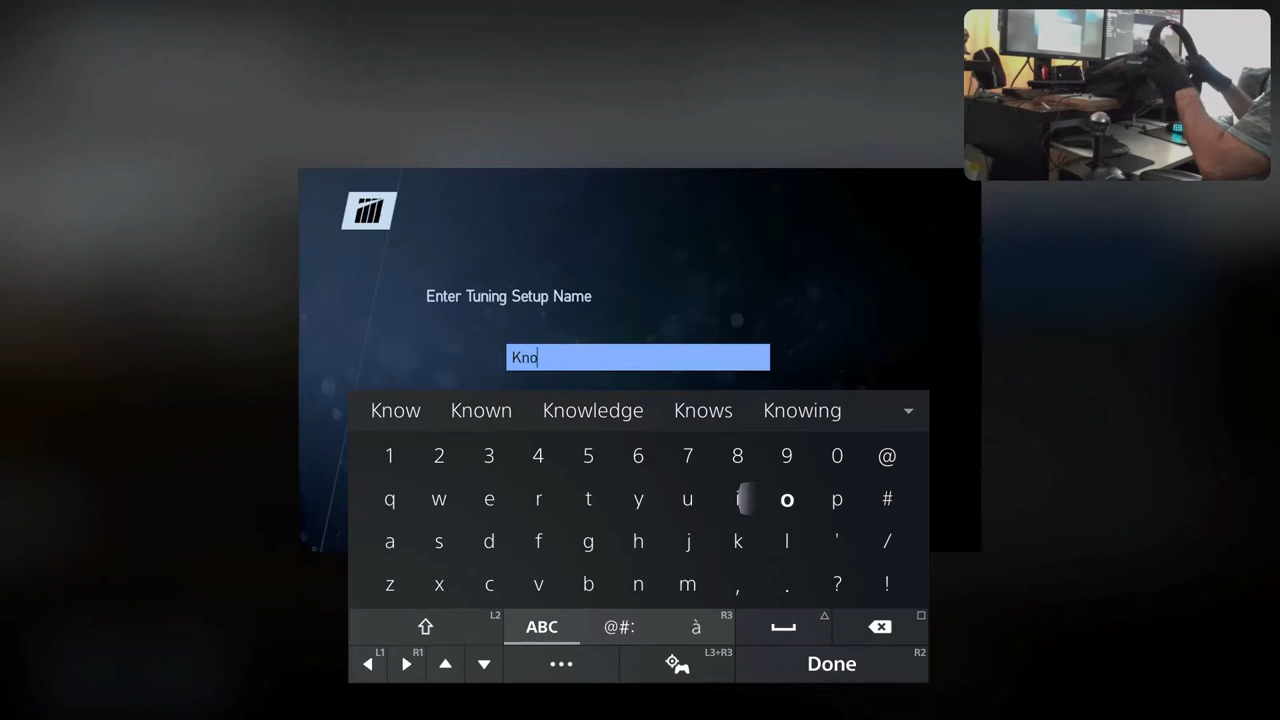 Enter Tuning Setup Name
Kno
Know Known Knowledge Knows Knowing
1 2 3 4 5 6 7 8 9 0 @
q w e r t y u i o p #
a s d f g h j k l ' /
z x c v b n m , . ? !
L2 ABC @#: à R3
L1 R1 ••• L3+R3 Done R2